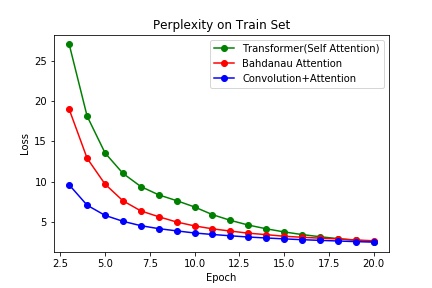 Perplexity on Train Set
Transformer(Self Attention)
Bahdanau Attention
Convolution+Attention
Loss
25
20
15
10
5
2.5
5.0
7.5
10.0
12.5
15.0
17.5
20.0
Epoch